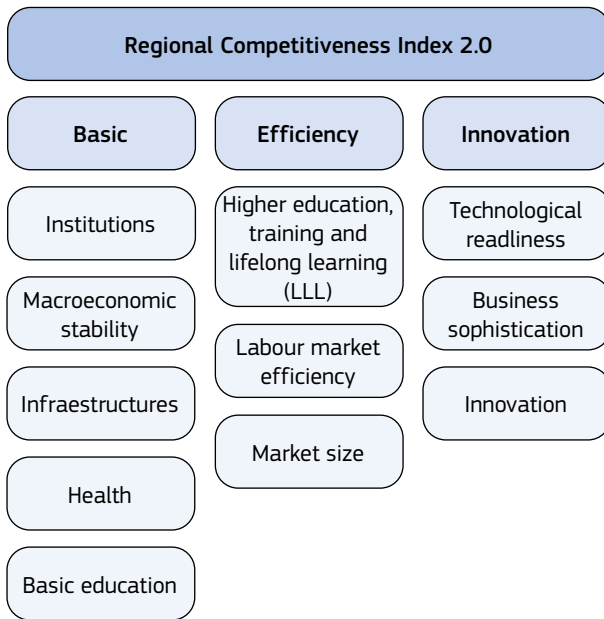 Regional Competitiveness Index 2.0
Basic
Institutions
Macroeconomic
stability
Infraestructures
Health
Basic education
Efficiency
Higher education,
training and
lifelong learning
(LLL)
Labour market
efficiency
Market size
Innovation
Technological
readliness
Business
sophistication
Innovation